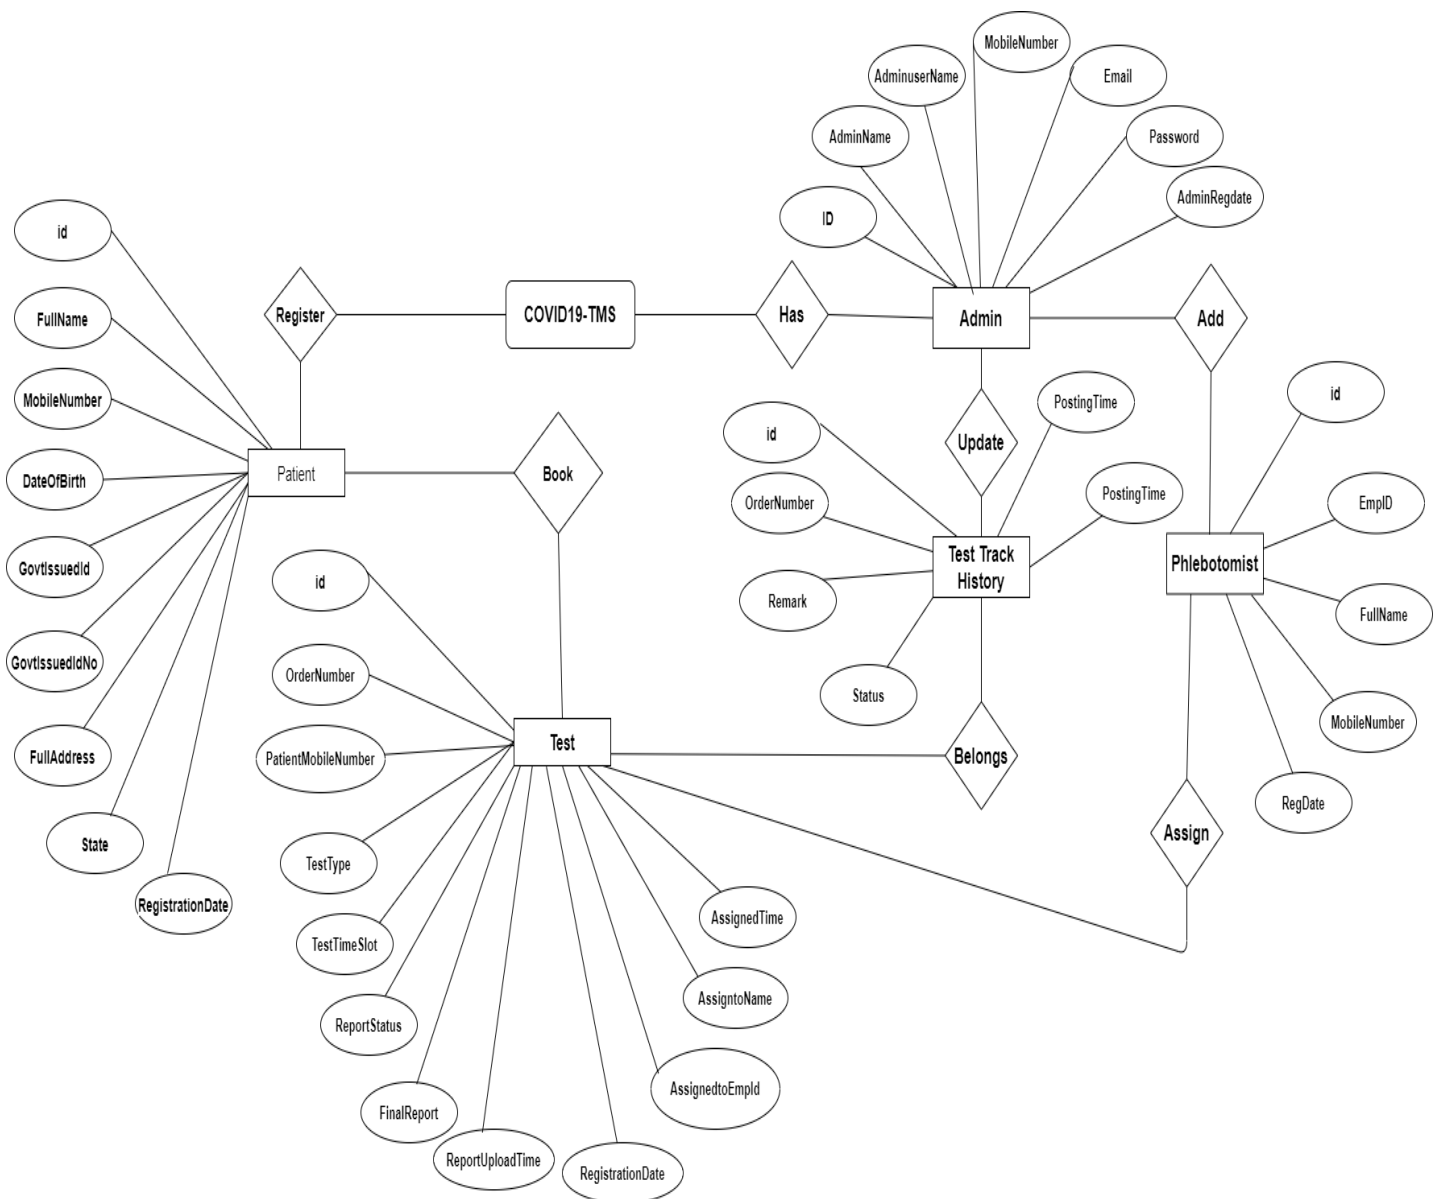 MobileNumber
AdminuserName
Email
AdminName
Password
AdminRegdate
ID
id
Register
COVID19-TMS
Has
Admin
Add
FullName
MobileNumber
DateOfBirth
GovtIssuedId
GovtIssuedIdNo
FullAddress
State
RegistrationDate
Patient
Book
Update
PostingTime
id
OrderNumber
PostingTime
Remark
Status
Test Track
History
id
EmpID
Phlebotomist
FullName
MobileNumber
RegDate
id
OrderNumber
PatientMobileNumber
Test
Belongs
Assign
TestType
TestTimeSlot
ReportStatus
FinalReport
ReportUploadTime
RegistrationDate
AssignedtoEmpId
AssigntoName
AssignedTime